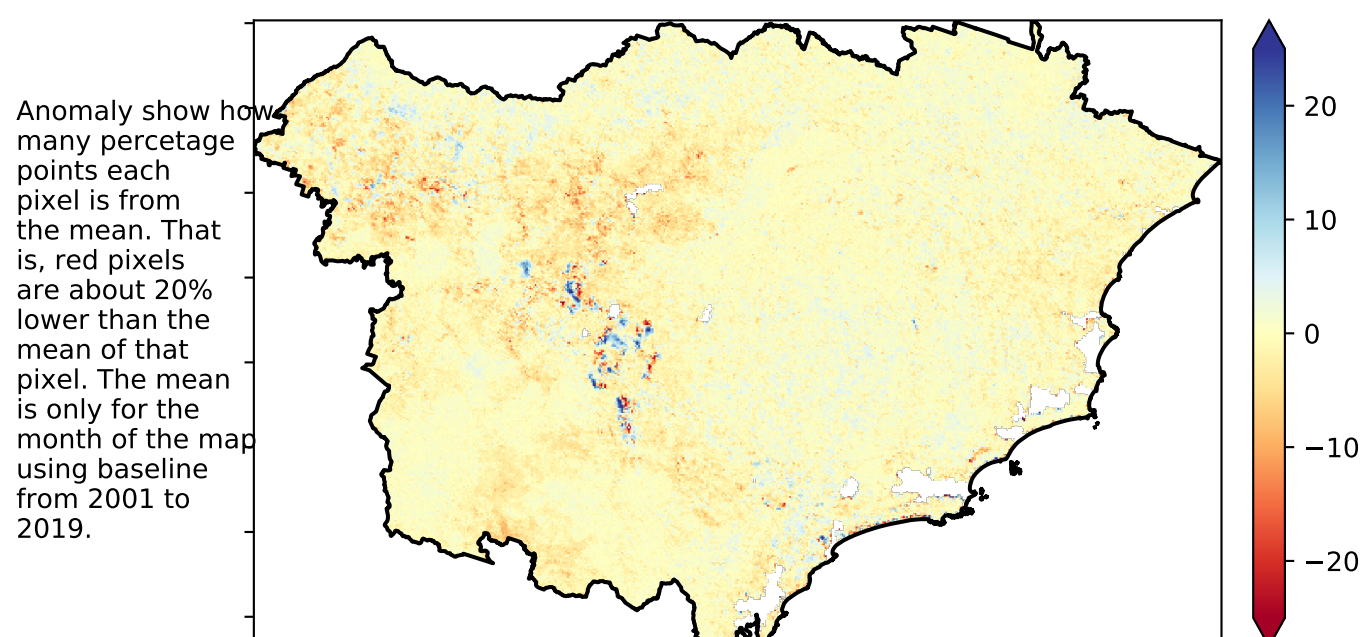 Anomaly show how
many percetage
points each
pixel is from
the mean. That
is, red pixels
are about 20%
lower than the
mean of that
pixel. The mean
is only for the
month of the map
using baseline
from 2001 to
2019.
20
10
0
−10
−20